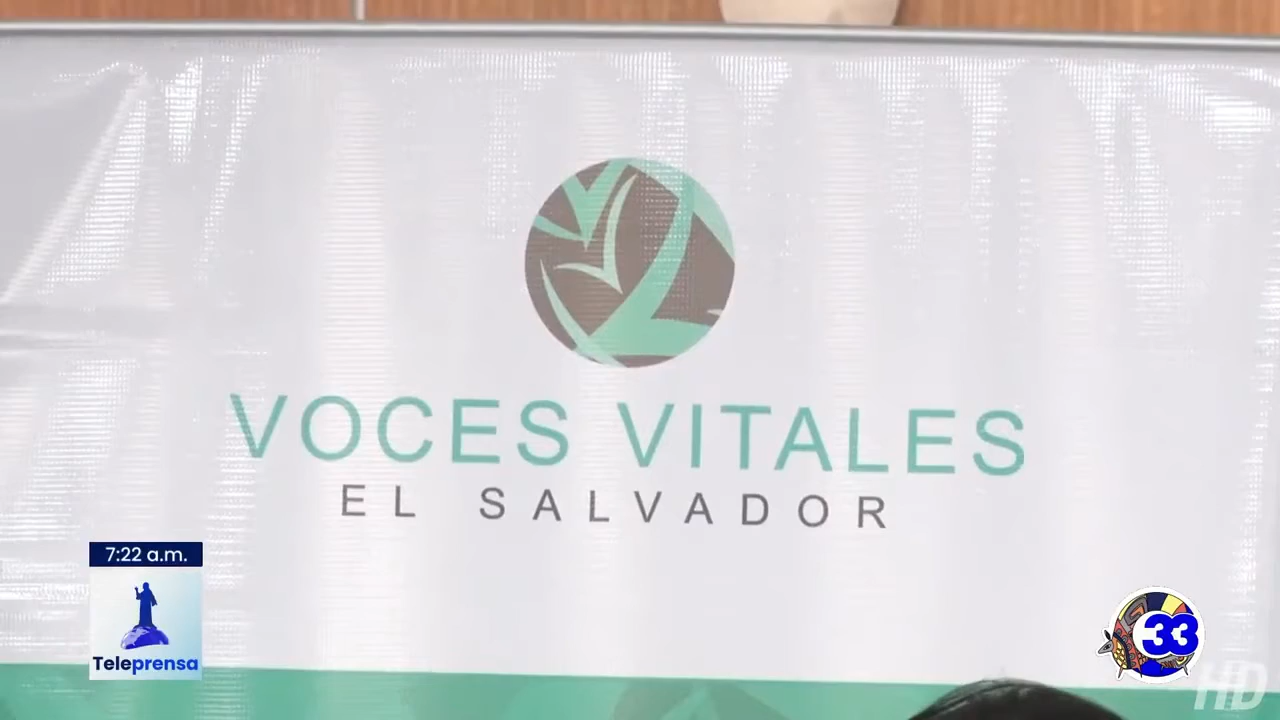 VOCES VITALES
EL SALVADOR
7:22 a.m.
Teleprensa
33
HD